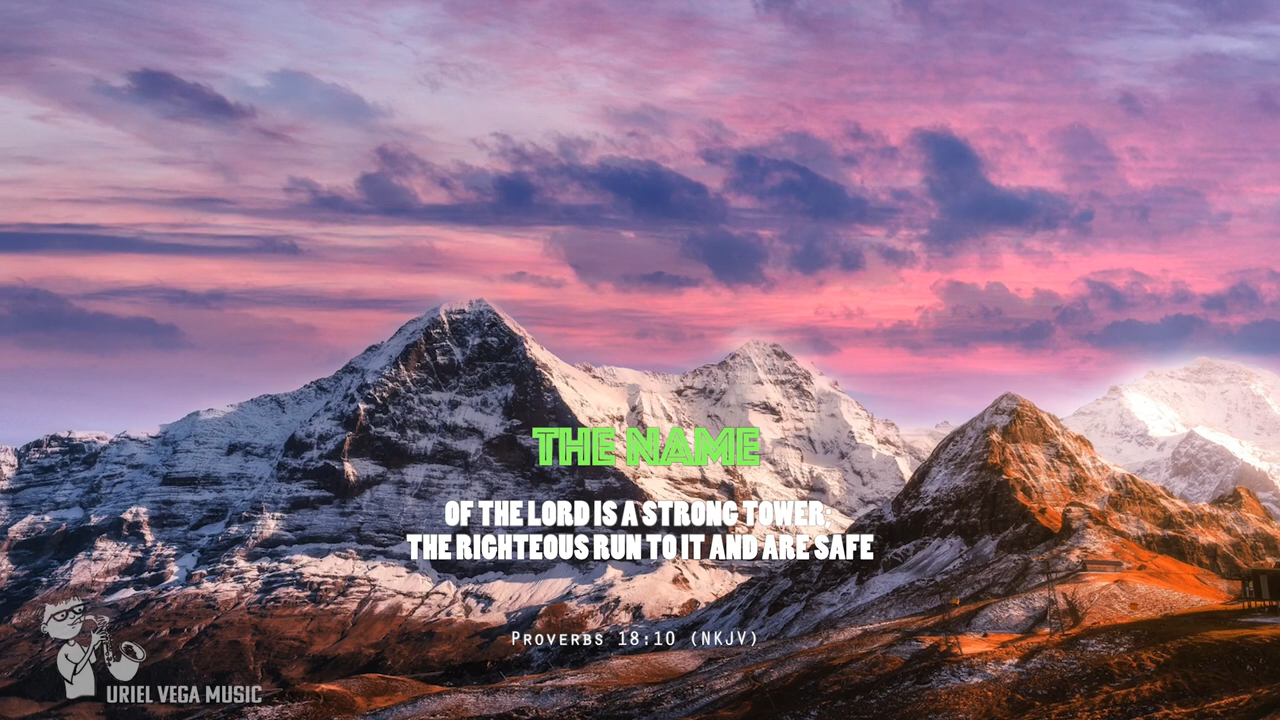 THE NAME
OF THE LORD IS A STRONG TOWER;
THE RIGHTEOUS RUN TO IT AND ARE SAFE
Proverbs 18:10 (NKJV)
URIEL VEGA MUSIC